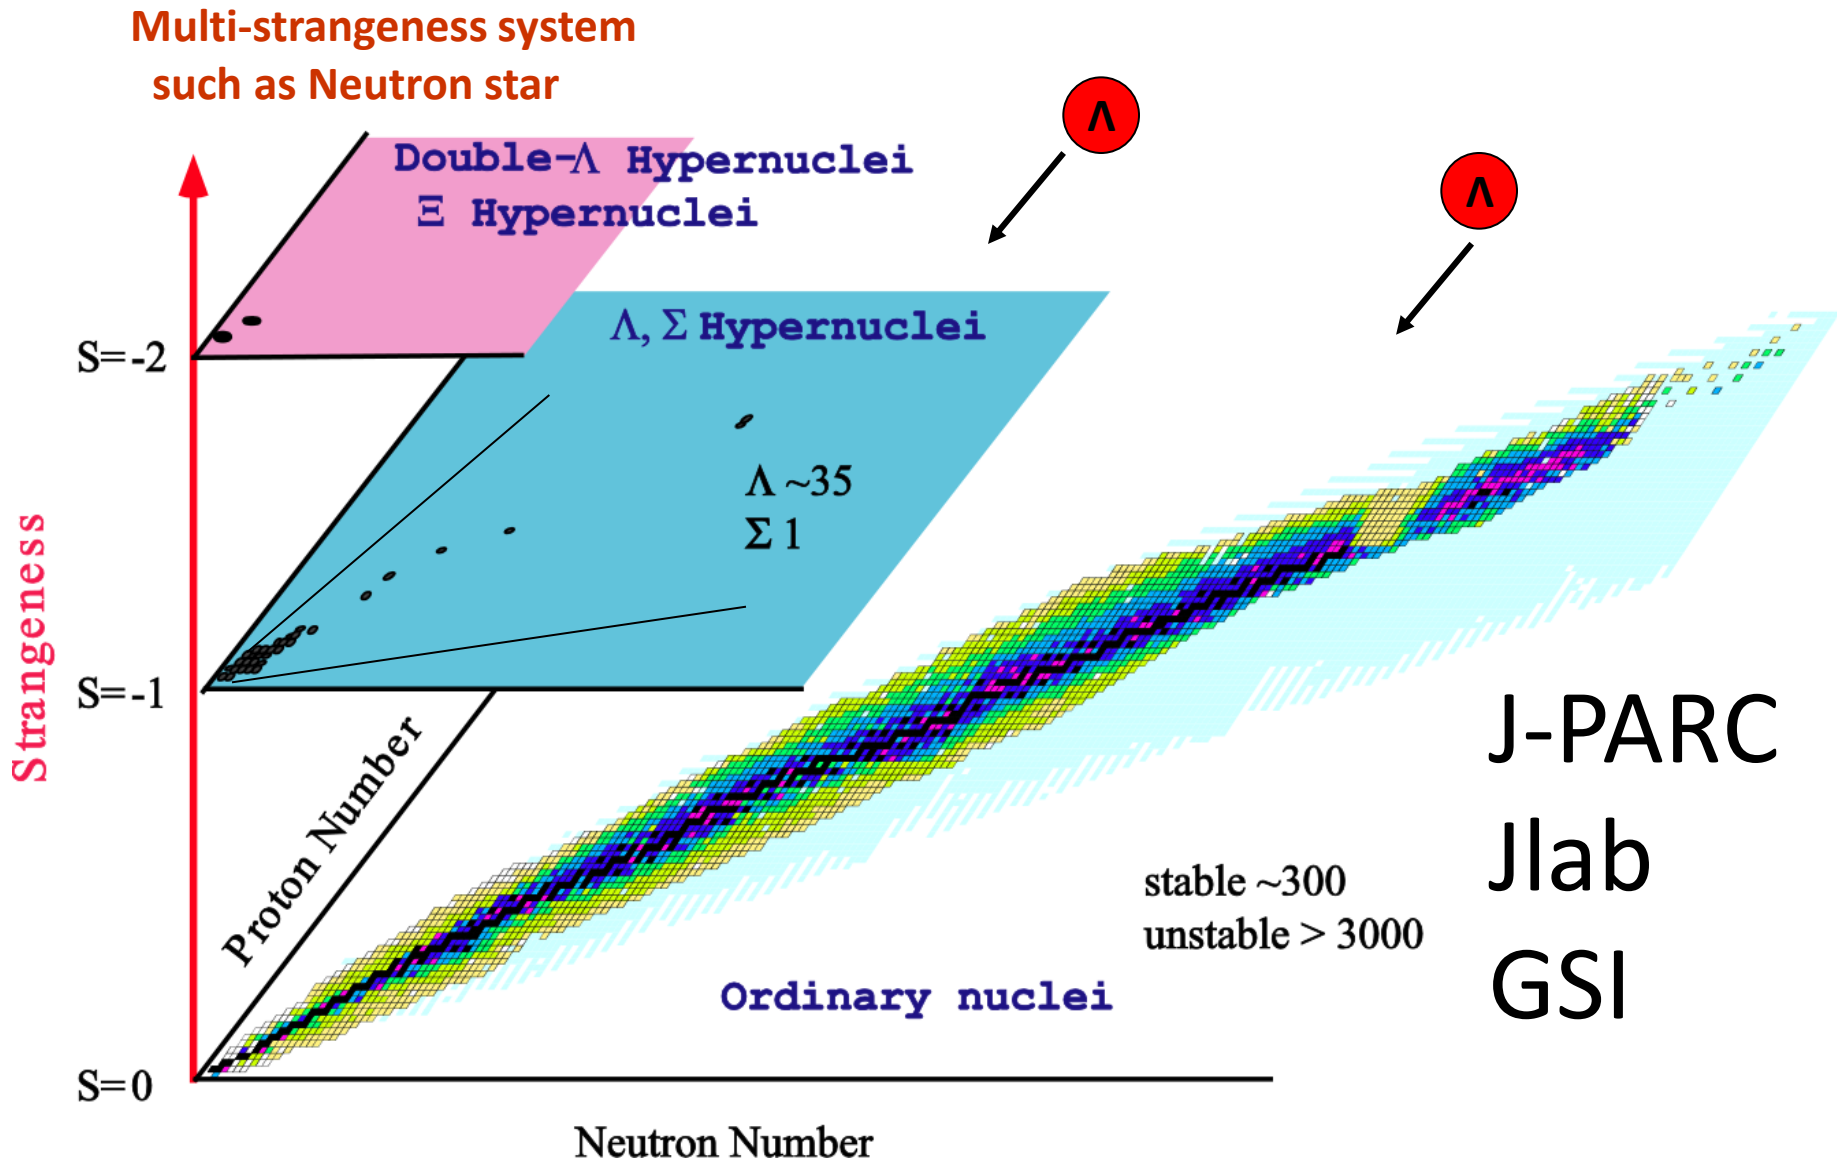 Multi-strangeness system
such as Neutron star
Λ
Λ
Double-Λ Hypernuclei
Ξ Hypernuclei
Λ, Σ Hypernuclei
S=-2
Λ ~35
Σ 1
Strangeness
S=-1
Proton Number
J-PARC
Jlab
GSI
stable ~300
unstable > 3000
Ordinary nuclei
S=0
Neutron Number